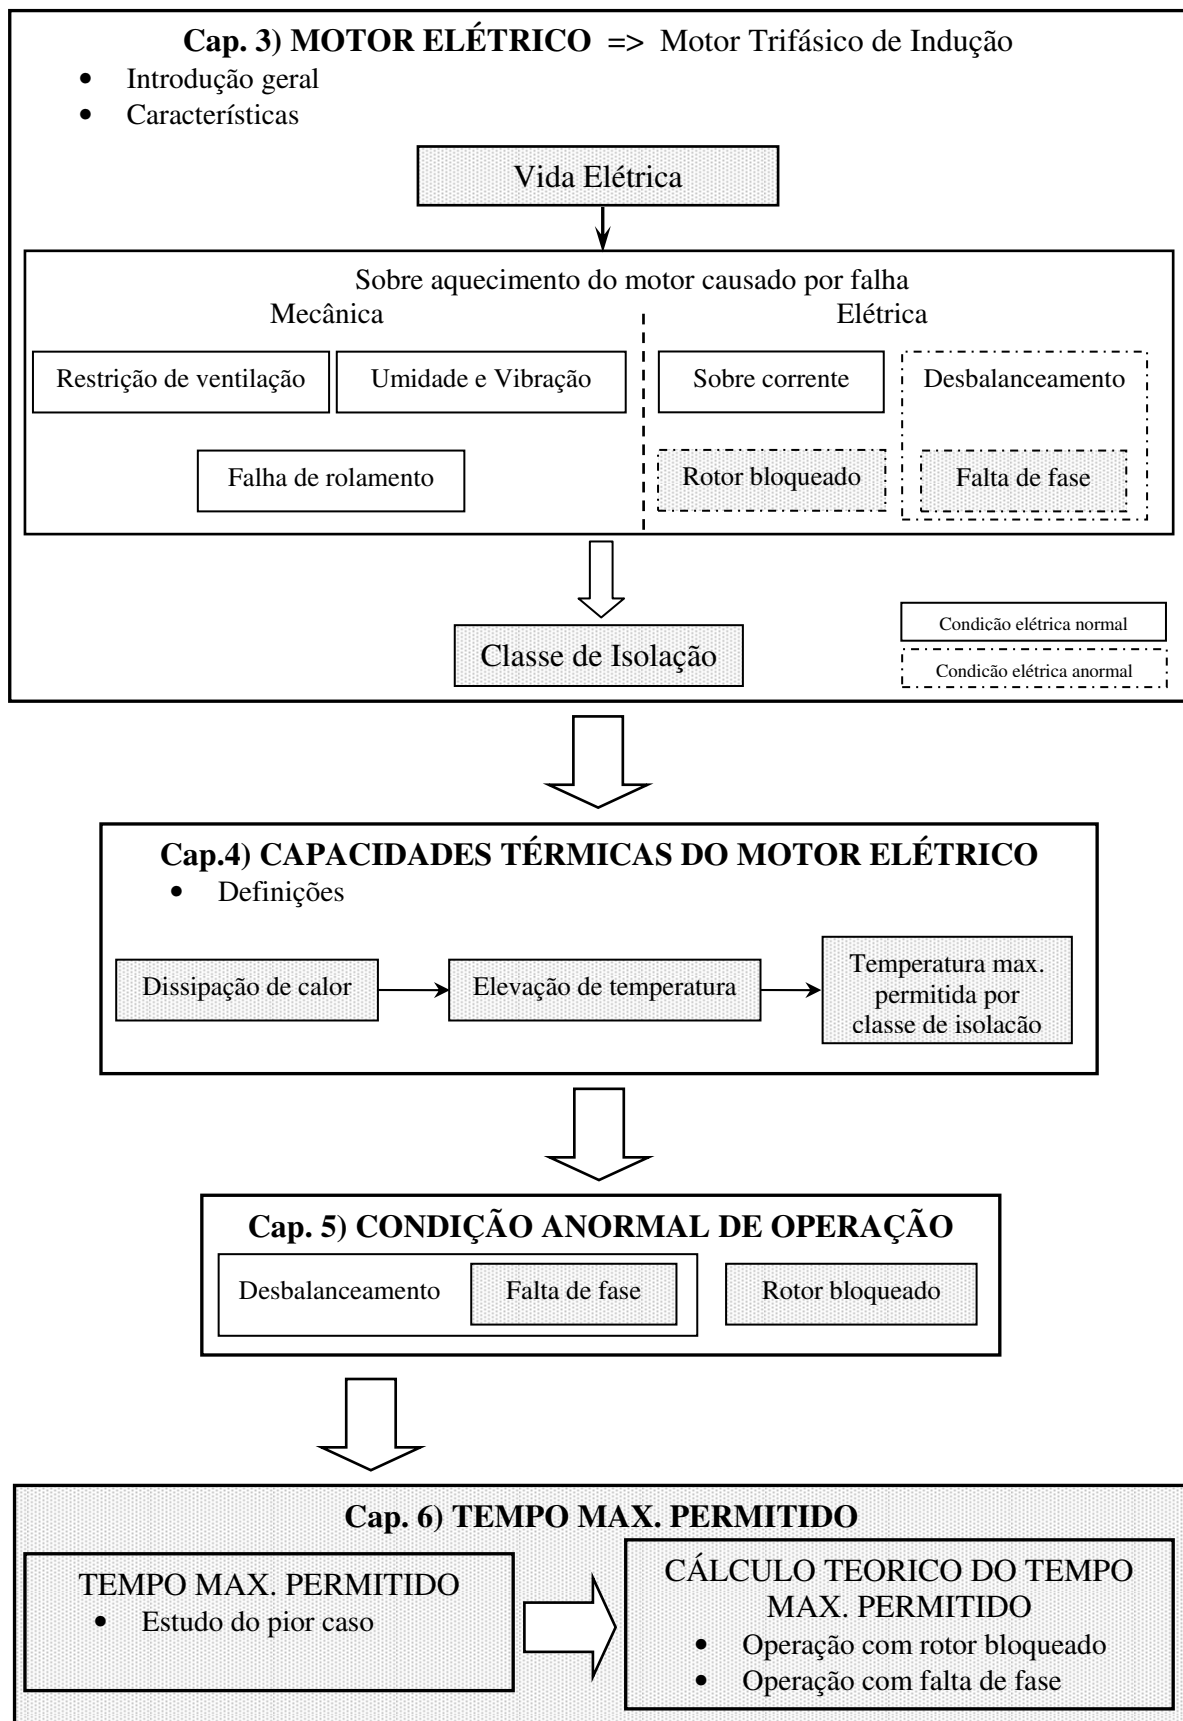 Cap. 3) MOTOR ELÉTRICO => Motor Trifásico de Indução
• Introdução geral
• Características
Vida Elétrica
Sobre aquecimento do motor causado por falha
Mecânica
Elétrica
Restrição de ventilação
Umidade e Vibração
Sobre corrente
Desbalanceamento
Falha de rolamento
Rotor bloqueado
Falta de fase
Classe de Isolação
Condicão elétrica normal
Condicão elétrica anormal
Cap.4) CAPACIDADES TÉRMICAS DO MOTOR ELÉTRICO
• Definições
Dissipação de calor
Elevação de temperatura
Temperatura max.
permitida por
classe de isolacão
Cap. 5) CONDIÇÃO ANORMAL DE OPERAÇÃO
Desbalanceamento
Falta de fase
Rotor bloqueado
Cap. 6) TEMPO MAX. PERMITIDO
TEMPO MAX. PERMITIDO
• Estudo do pior caso
CÁLCULO TEORICO DO TEMPO
MAX. PERMITIDO
• Operação com rotor bloqueado
• Operação com falta de fase